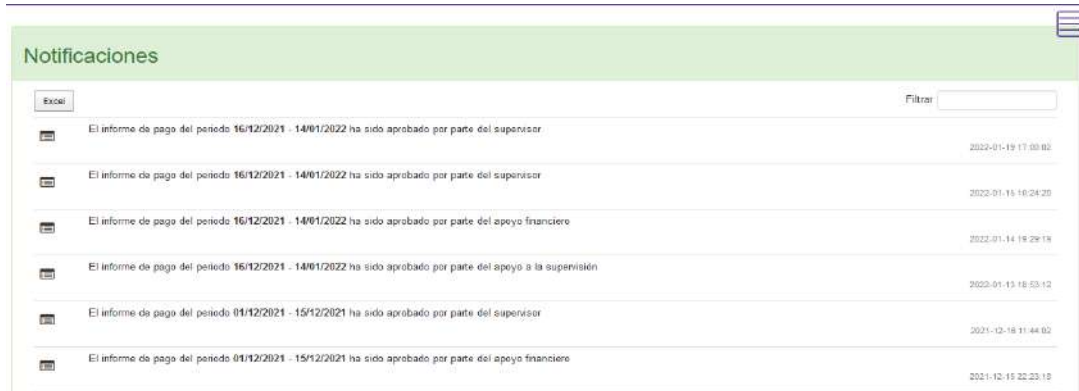 Notificaciones
Excel
Filtrar
El informe de pago del periodo 16/12/2021 - 14/01/2022 ha sido aprobado por parte del supervisor
2022-01-19 17:00:02
El informe de pago del periodo 16/12/2021 - 14/01/2022 ha sido aprobado por parte del supervisor
2022-01-15 10:24:20
El informe de pago del periodo 16/12/2021 - 14/01/2022 ha sido aprobado por parte del apoyo financiero
2022-01-14 19:29:19
El informe de pago del periodo 16/12/2021 - 14/01/2022 ha sido aprobado por parte del apoyo a la supervisión
2022-01-13 18:53:12
El informe de pago del periodo 01/12/2021 - 15/12/2021 ha sido aprobado por parte del supervisor
2021-12-16 11:44:02
El informe de pago del periodo 01/12/2021 - 15/12/2021 ha sido aprobado por parte del apoyo financiero
2021-12-15 22:23:18